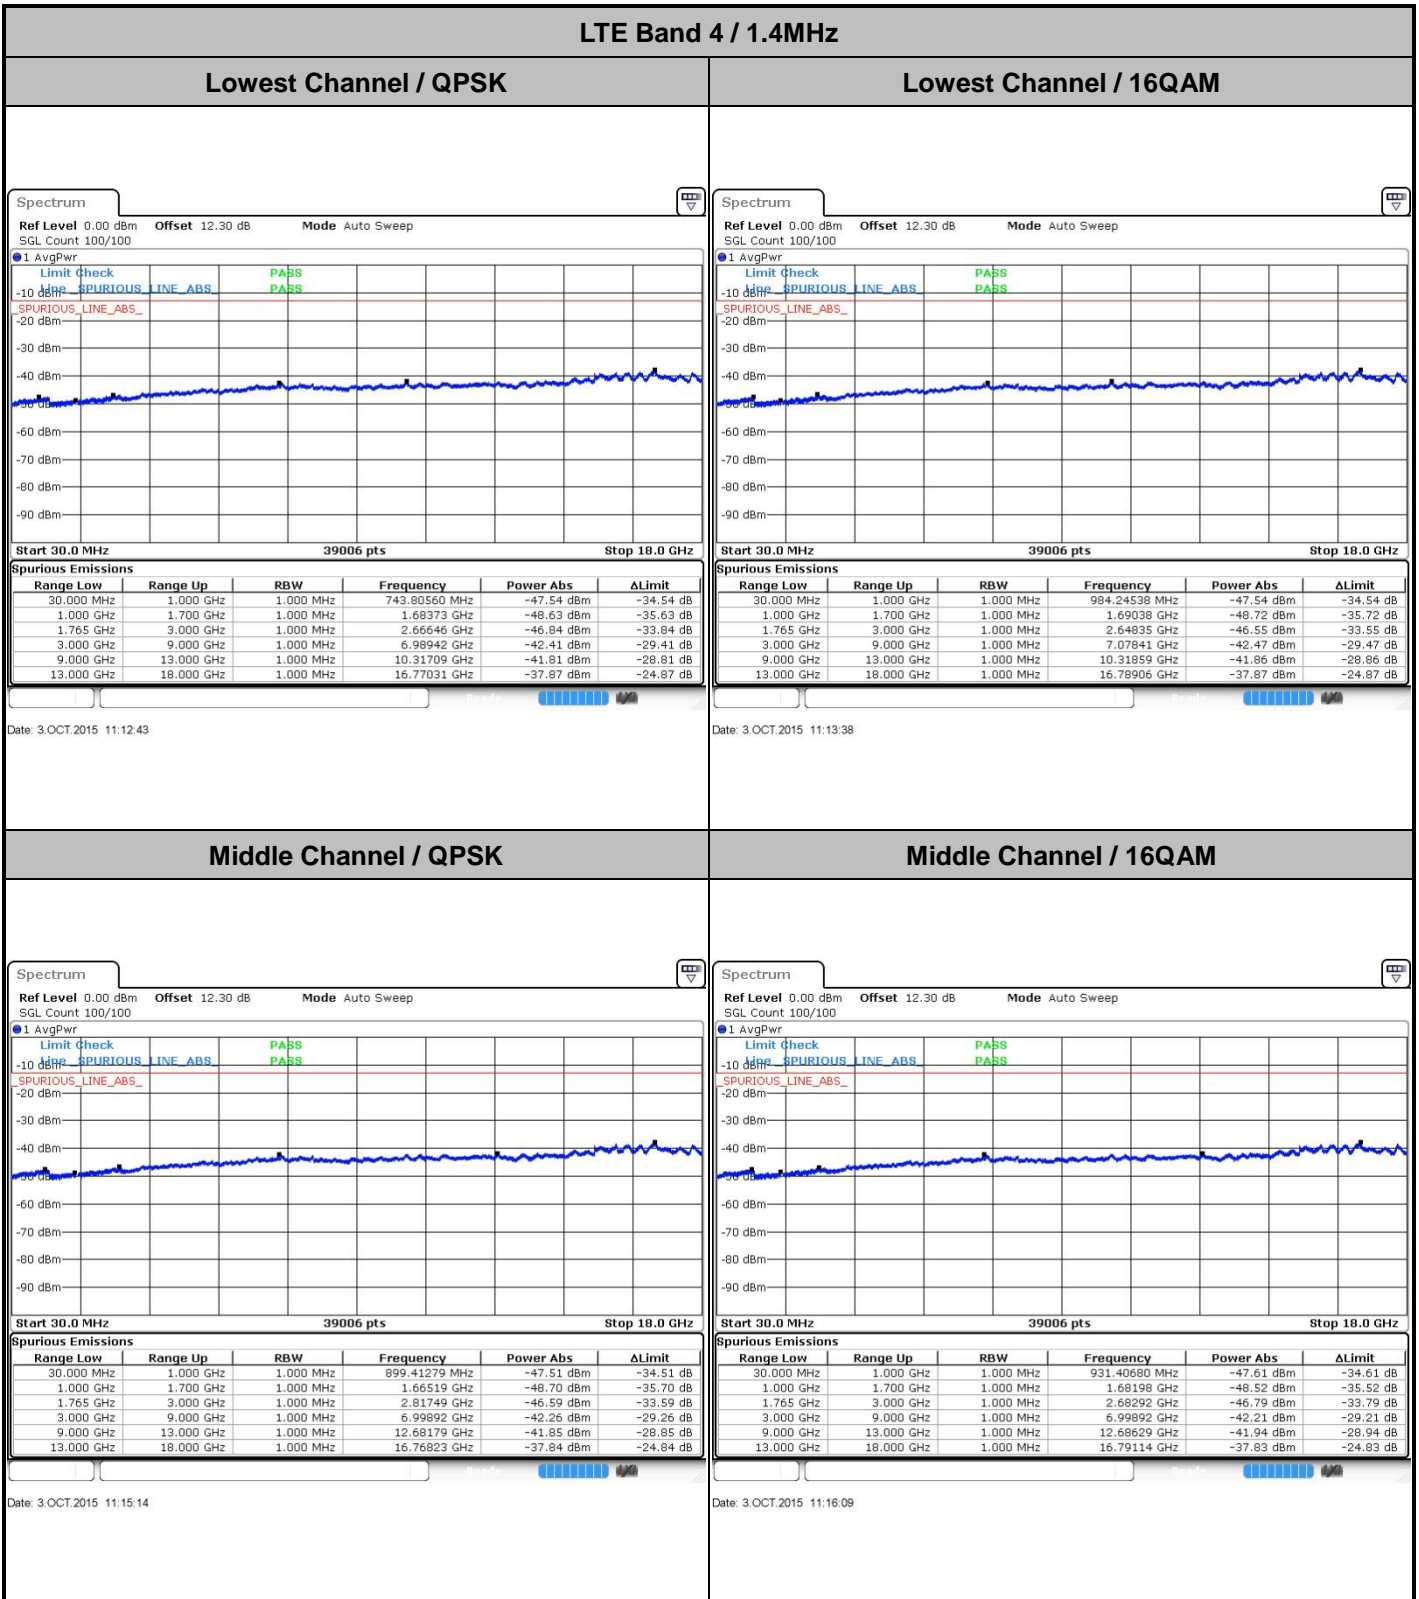 LTE Band 4 / 1.4MHz
Lowest Channel / QPSK
Lowest Channel / 16QAM
Spectrum
Ref Level 0.00 dBm Offset 12.30 dB Mode Auto Sweep
SGL Count 100/100
1 AvgPwr
Limit Check PASS
Line _SPURIOUS_LINE_ABS_ PASS
-10 dBm
_SPURIOUS_LINE_ABS_
-20 dBm
-30 dBm
-40 dBm
-50 dBm
-60 dBm
-70 dBm
-80 dBm
-90 dBm
Start 30.0 MHz 39006 pts Stop 18.0 GHz
Spurious Emissions
Range Low Range Up RBW Frequency Power Abs ΔLimit
30.000 MHz 1.000 GHz 1.000 MHz 743.80560 MHz -47.54 dBm -34.54 dB
1.000 GHz 1.700 GHz 1.000 MHz 1.68373 GHz -48.63 dBm -35.63 dB
1.765 GHz 3.000 GHz 1.000 MHz 2.66646 GHz -46.84 dBm -33.84 dB
3.000 GHz 9.000 GHz 1.000 MHz 6.98942 GHz -42.41 dBm -29.41 dB
9.000 GHz 13.000 GHz 1.000 MHz 10.31709 GHz -41.81 dBm -28.81 dB
13.000 GHz 18.000 GHz 1.000 MHz 16.77031 GHz -37.87 dBm -24.87 dB
Ready
Date: 3.OCT.2015 11:12:43
Spectrum
Ref Level 0.00 dBm Offset 12.30 dB Mode Auto Sweep
SGL Count 100/100
1 AvgPwr
Limit Check PASS
Line _SPURIOUS_LINE_ABS_ PASS
-10 dBm
_SPURIOUS_LINE_ABS_
-20 dBm
-30 dBm
-40 dBm
-50 dBm
-60 dBm
-70 dBm
-80 dBm
-90 dBm
Start 30.0 MHz 39006 pts Stop 18.0 GHz
Spurious Emissions
Range Low Range Up RBW Frequency Power Abs ΔLimit
30.000 MHz 1.000 GHz 1.000 MHz 984.24538 MHz -47.54 dBm -34.54 dB
1.000 GHz 1.700 GHz 1.000 MHz 1.69038 GHz -48.72 dBm -35.72 dB
1.765 GHz 3.000 GHz 1.000 MHz 2.64835 GHz -46.55 dBm -33.55 dB
3.000 GHz 9.000 GHz 1.000 MHz 7.07841 GHz -42.47 dBm -29.47 dB
9.000 GHz 13.000 GHz 1.000 MHz 10.31859 GHz -41.86 dBm -28.86 dB
13.000 GHz 18.000 GHz 1.000 MHz 16.78906 GHz -37.87 dBm -24.87 dB
Ready
Date: 3.OCT.2015 11:13:38
Middle Channel / QPSK
Middle Channel / 16QAM
Spectrum
Ref Level 0.00 dBm Offset 12.30 dB Mode Auto Sweep
SGL Count 100/100
1 AvgPwr
Limit Check PASS
Line _SPURIOUS_LINE_ABS_ PASS
-10 dBm
_SPURIOUS_LINE_ABS_
-20 dBm
-30 dBm
-40 dBm
-50 dBm
-60 dBm
-70 dBm
-80 dBm
-90 dBm
Start 30.0 MHz 39006 pts Stop 18.0 GHz
Spurious Emissions
Range Low Range Up RBW Frequency Power Abs ΔLimit
30.000 MHz 1.000 GHz 1.000 MHz 899.41279 MHz -47.51 dBm -34.51 dB
1.000 GHz 1.700 GHz 1.000 MHz 1.66519 GHz -48.70 dBm -35.70 dB
1.765 GHz 3.000 GHz 1.000 MHz 2.81749 GHz -46.59 dBm -33.59 dB
3.000 GHz 9.000 GHz 1.000 MHz 6.99892 GHz -42.26 dBm -29.26 dB
9.000 GHz 13.000 GHz 1.000 MHz 12.68179 GHz -41.85 dBm -28.85 dB
13.000 GHz 18.000 GHz 1.000 MHz 16.76823 GHz -37.84 dBm -24.84 dB
Ready
Date: 3.OCT.2015 11:15:14
Spectrum
Ref Level 0.00 dBm Offset 12.30 dB Mode Auto Sweep
SGL Count 100/100
1 AvgPwr
Limit Check PASS
Line _SPURIOUS_LINE_ABS_ PASS
-10 dBm
_SPURIOUS_LINE_ABS_
-20 dBm
-30 dBm
-40 dBm
-50 dBm
-60 dBm
-70 dBm
-80 dBm
-90 dBm
Start 30.0 MHz 39006 pts Stop 18.0 GHz
Spurious Emissions
Range Low Range Up RBW Frequency Power Abs ΔLimit
30.000 MHz 1.000 GHz 1.000 MHz 931.40680 MHz -47.61 dBm -34.61 dB
1.000 GHz 1.700 GHz 1.000 MHz 1.68198 GHz -48.52 dBm -35.52 dB
1.765 GHz 3.000 GHz 1.000 MHz 2.68292 GHz -46.79 dBm -33.79 dB
3.000 GHz 9.000 GHz 1.000 MHz 6.99892 GHz -42.21 dBm -29.21 dB
9.000 GHz 13.000 GHz 1.000 MHz 12.68629 GHz -41.94 dBm -28.94 dB
13.000 GHz 18.000 GHz 1.000 MHz 16.79114 GHz -37.83 dBm -24.83 dB
Ready
Date: 3.OCT.2015 11:16:09